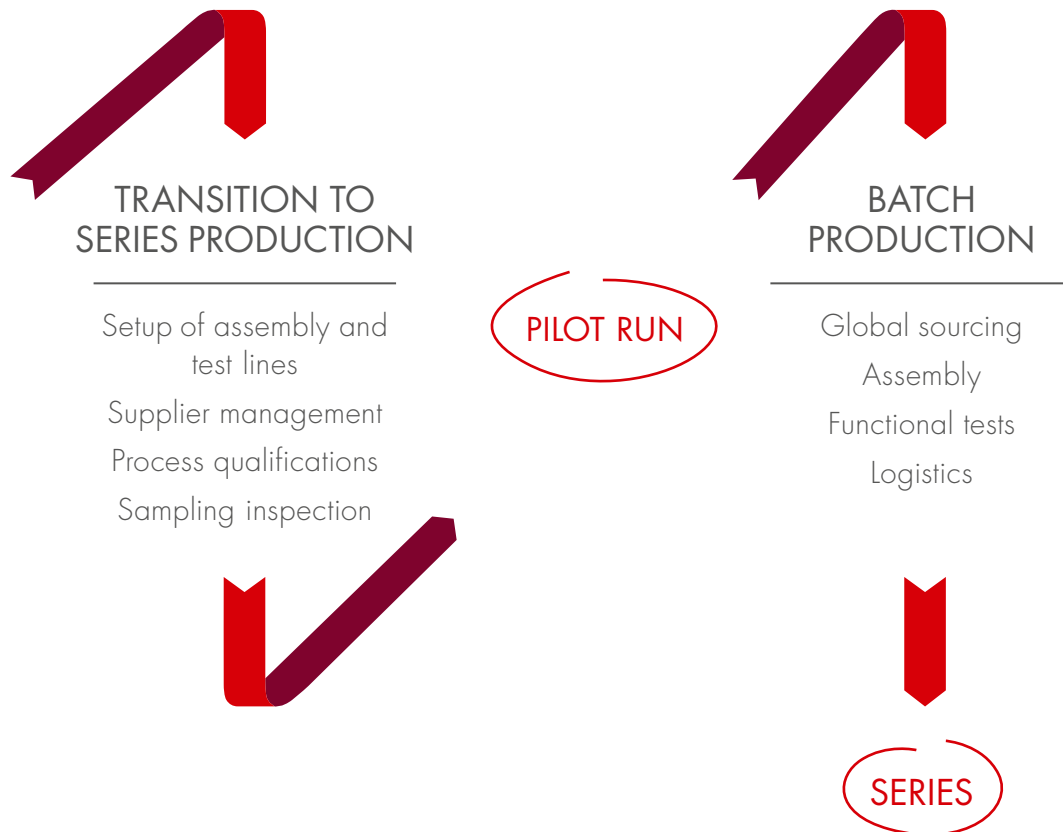 TRANSITION TO
SERIES PRODUCTION
Setup of assembly and
test lines
Supplier management
Process qualifications
Sampling inspection
PILOT RUN
BATCH
PRODUCTION
Global sourcing
Assembly
Functional tests
Logistics
SERIES